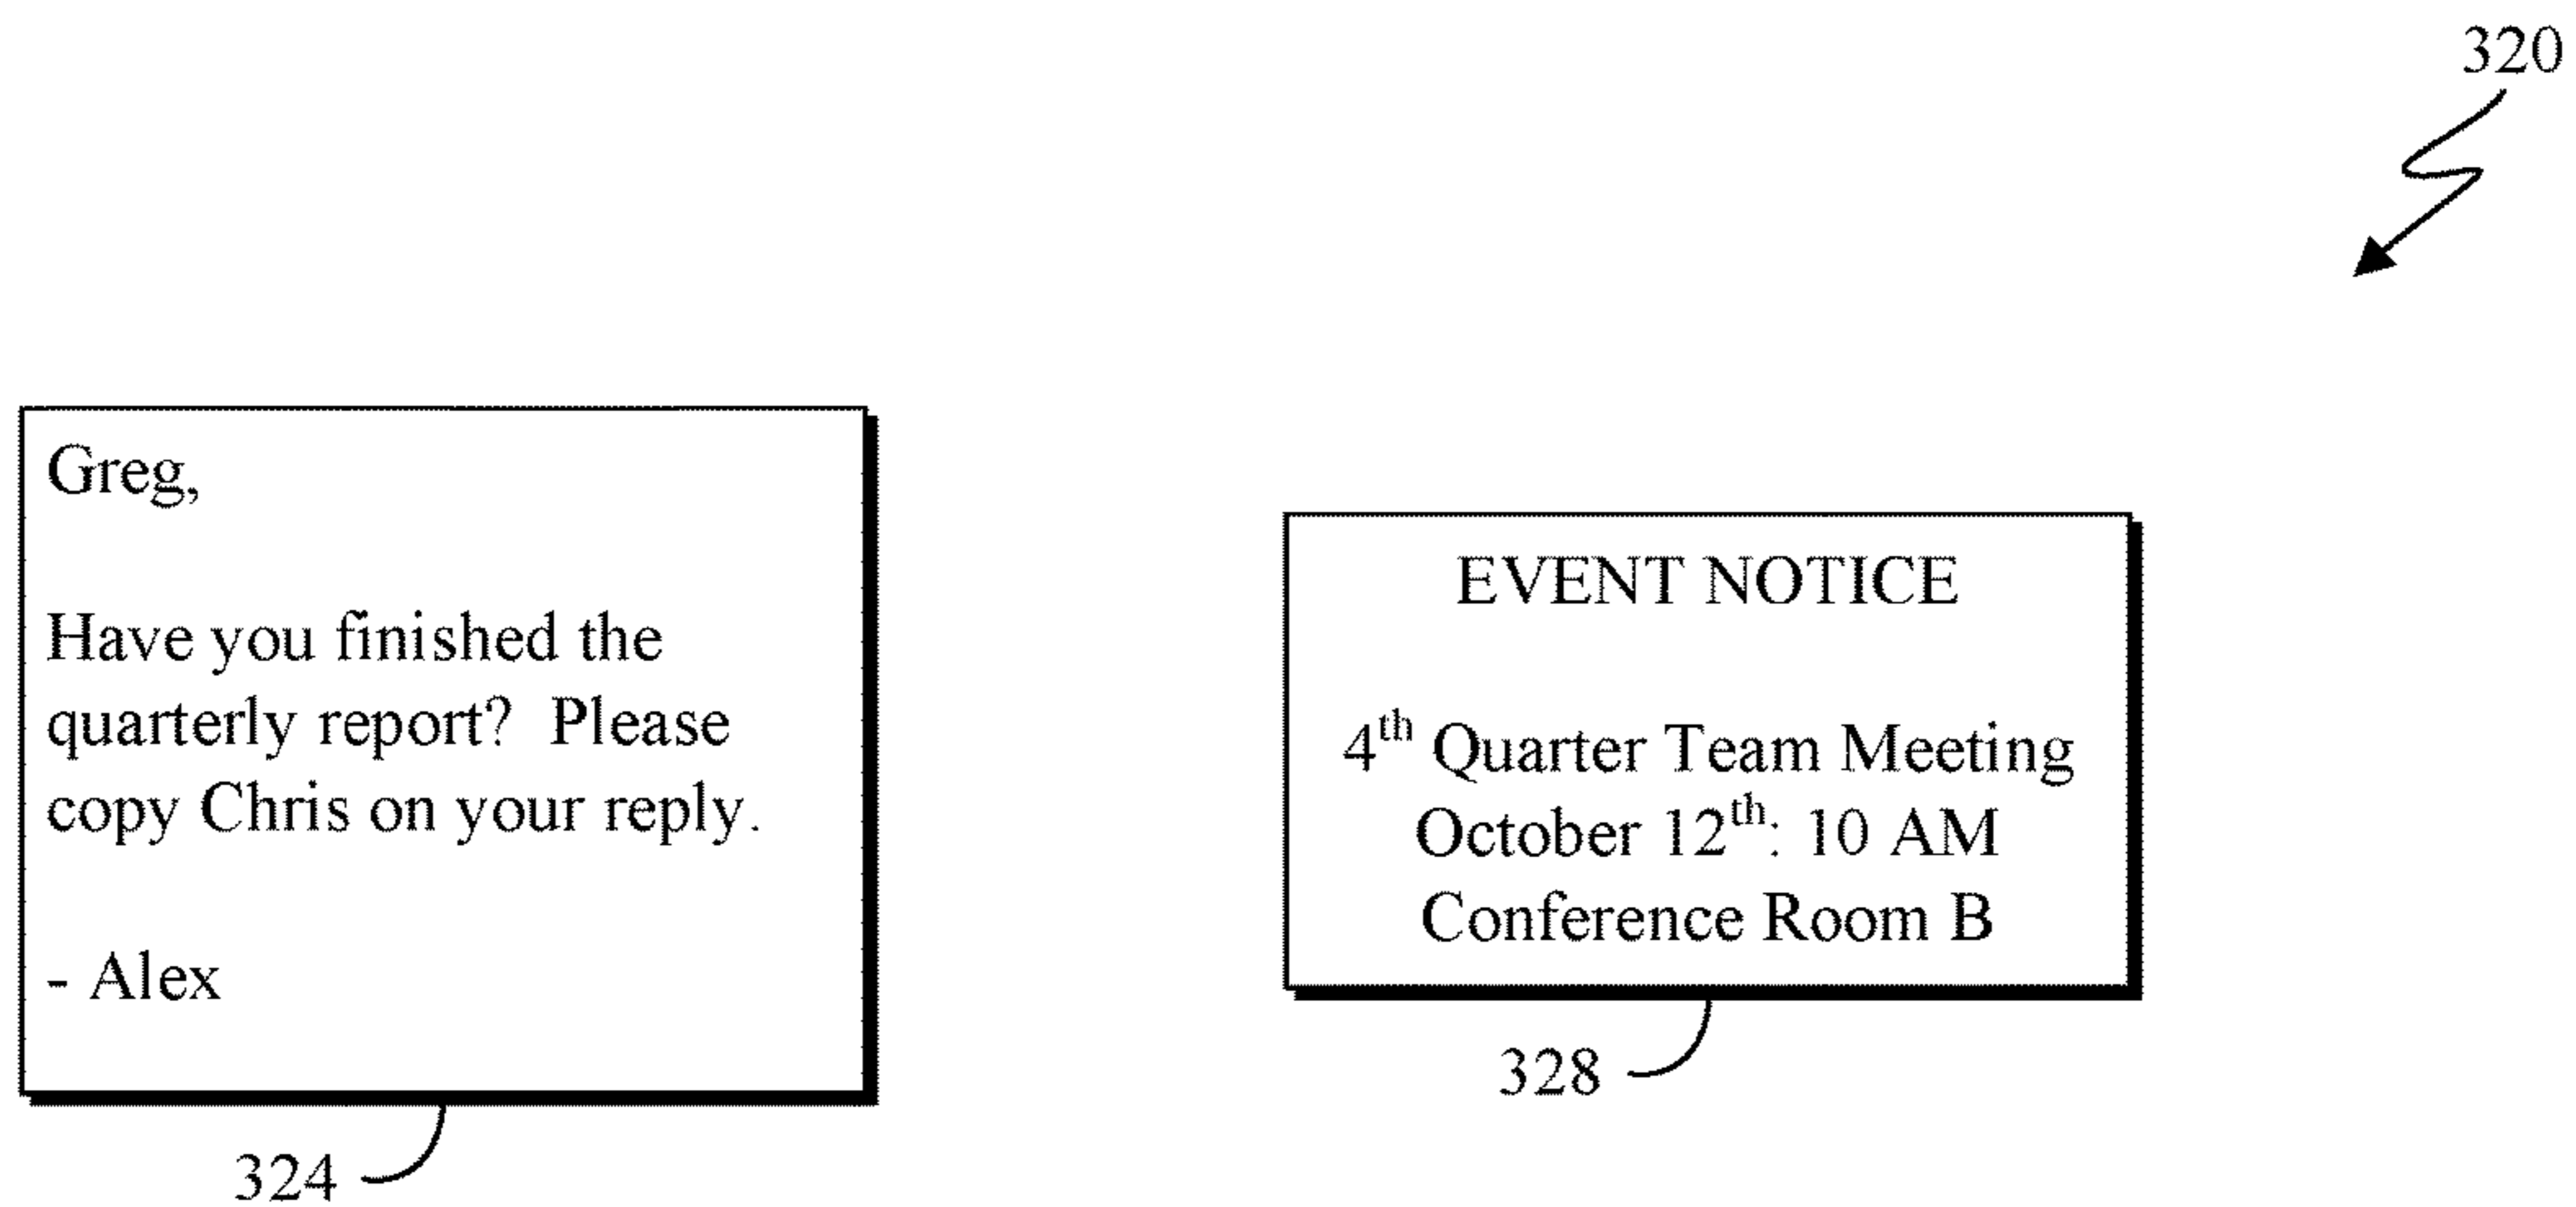 320
Greg,
Have you finished the
quarterly report?  Please
copy Chris on your reply.
- Alex
324
EVENT NOTICE
4th Quarter Team Meeting
October 12th: 10 AM
Conference Room B
328